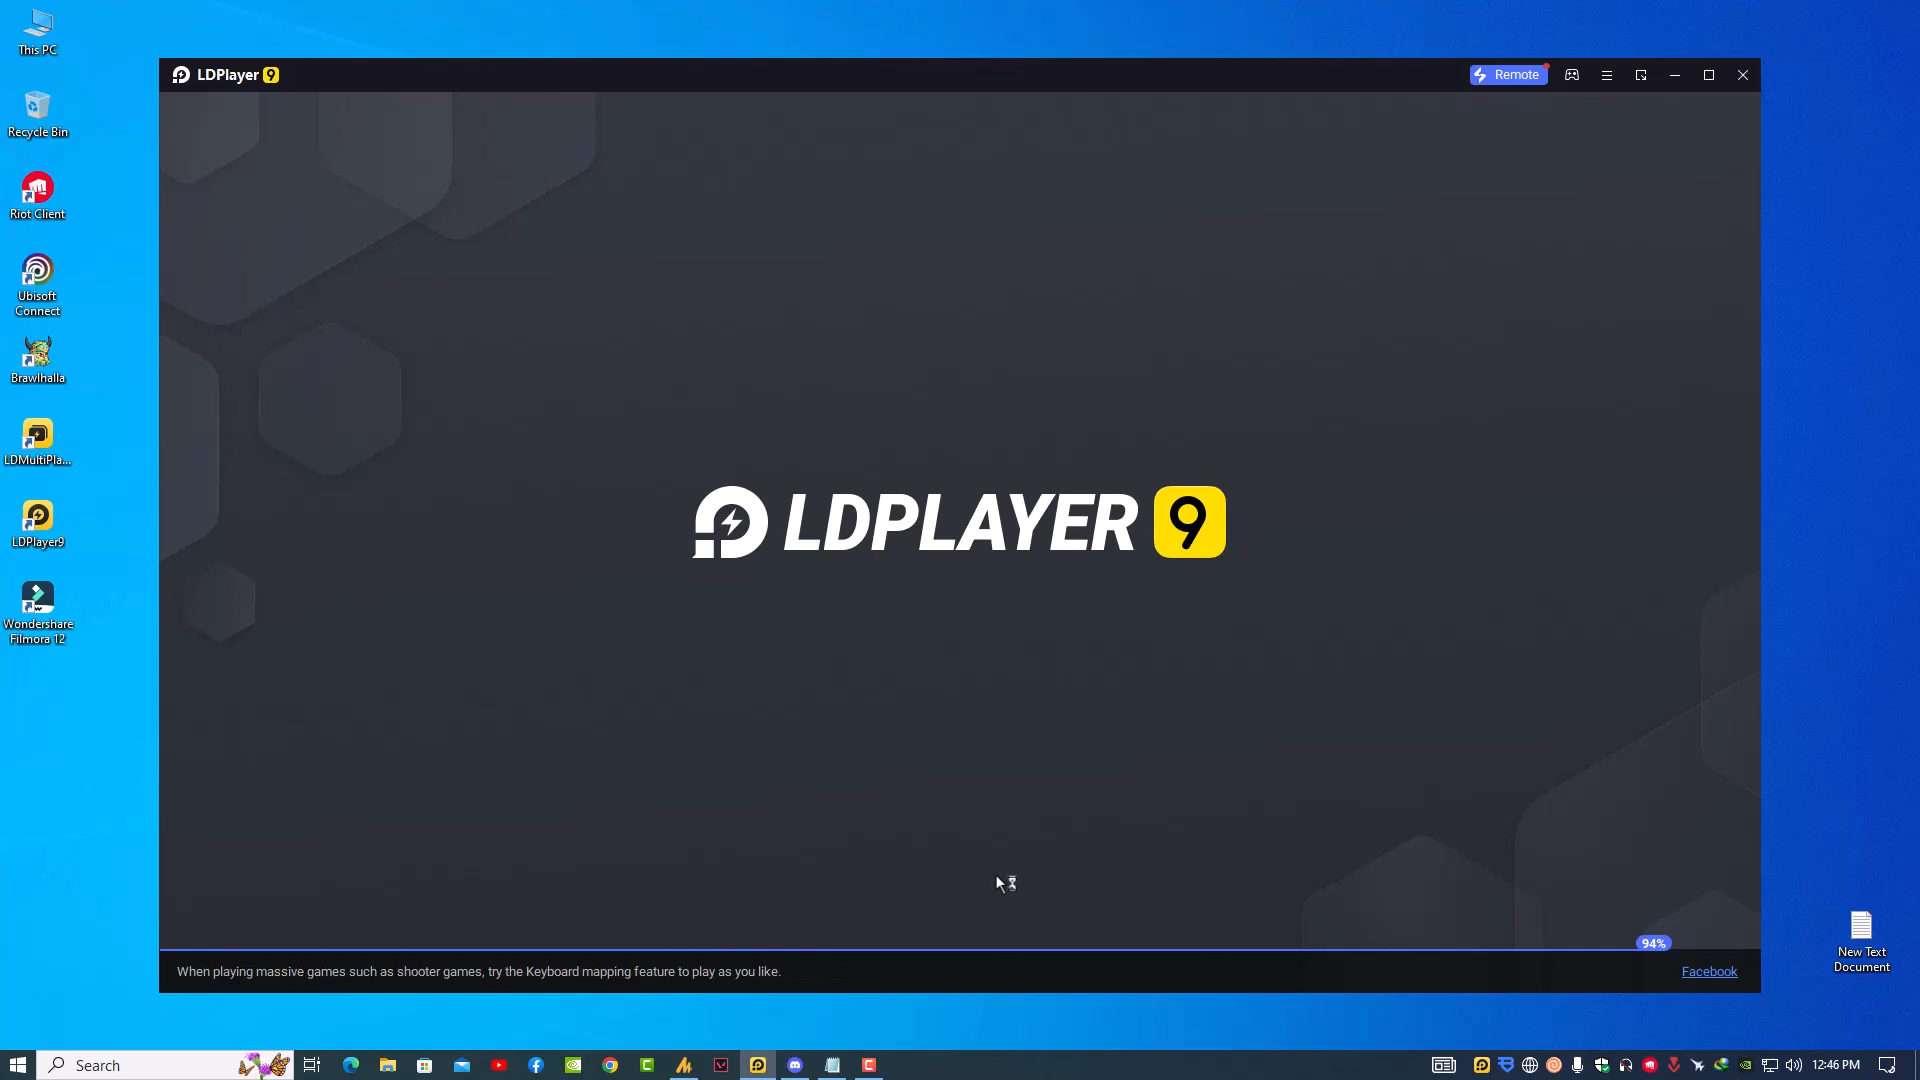 This PC
Recycle Bin
Riot Client
Ubisoft
Connect
Brawlhalla
LDMultiPla...
LDPlayer9
Wondershare
Filmora 12
LDPlayer 9
Remote
LDPLAYER 9
94%
When playing massive games such as shooter games, try the Keyboard mapping feature to play as you like.
Facebook
New Text
Document
Search
12:46 PM